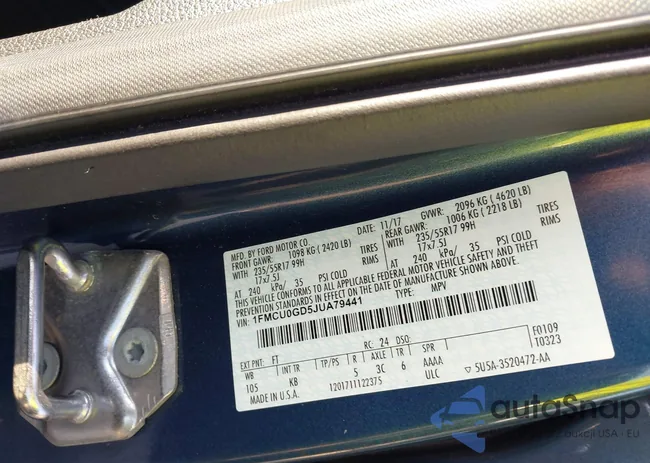 MFD. BY FORD MOTOR CO.
11/17 GVWR: 2096 KG ( 4620 LB)
FRONT GAWR: 1098 KG ( 2420 LB) REAR GAWR: 1006 KG ( 2218 LB)
WITH 235/55R17 99H TIRES WITH 235/55R17 99H TIRES
17x7.5J RIMS 17x7.5J RIMS
AT 240 kPa/ 35 PSI COLD AT 240 kPa/ 35 PSI COLD
THIS VEHICLE CONFORMS TO ALL APPLICABLE FEDERAL MOTOR VEHICLE SAFETY AND THEFT
PREVENTION STANDARDS IN EFFECT ON THE DATE OF MANUFACTURE SHOWN ABOVE.
VIN: 1FMCU0GD5JUA79441 TYPE: MPV
F0109
T0323
EXT PNT: FT RC: 24 DSO:
WB INT TR TP/PS R AXLE TR SPR
105 KB 5 3C 6 AAAA
MADE IN U.S.A. 1201711122375 ULC 5U5A-3520472-AA
autoSnap
aukcji USA - EU